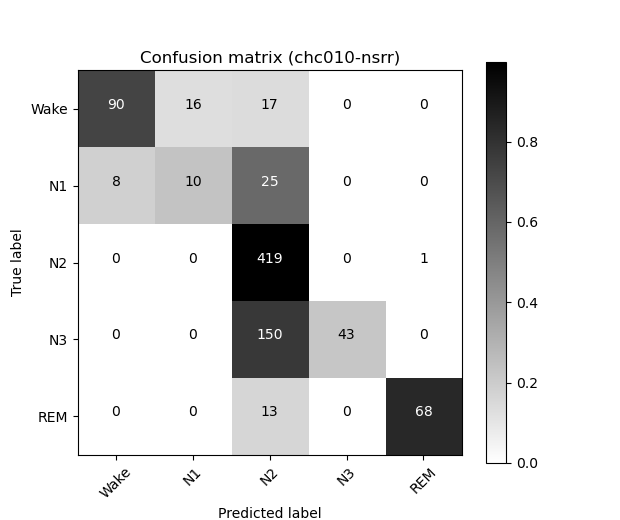 Confusion matrix (chc010-nsrr)
Wake 90 16 17 0 0
N1 8 10 25 0 0
N2 0 0 419 0 1
N3 0 0 150 43 0
REM 0 0 13 0 68
Wake N1 N2 N3 REM
Predicted label
True label
0.8
0.6
0.4
0.2
0.0